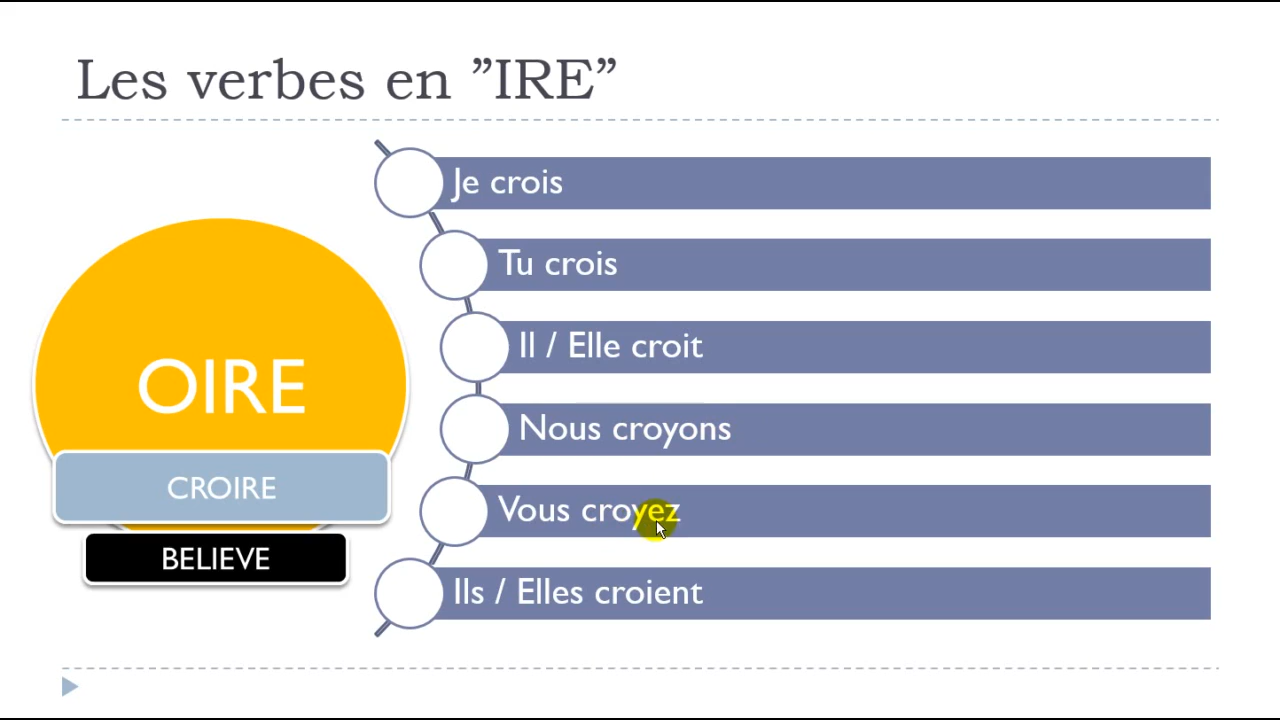 Les verbes en ”IRE”
Je crois
Tu crois
Il / Elle croit
Nous croyons
Vous croyez
Ils / Elles croient
OIRE
CROIRE
BELIEVE